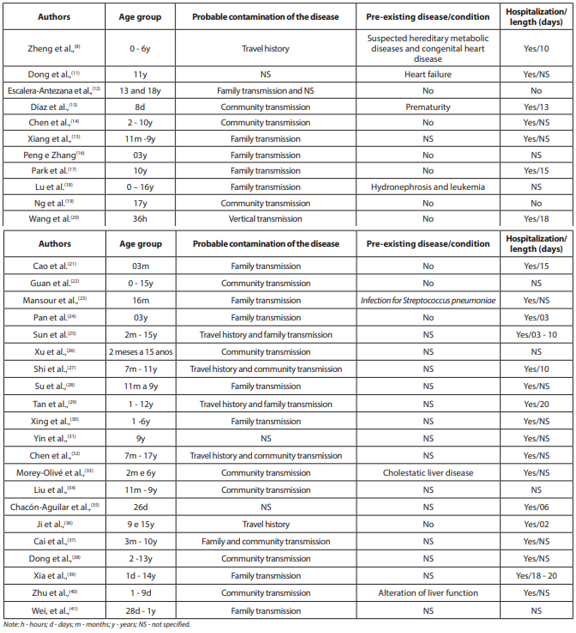 Authors Age group Probable contamination of the disease Pre-existing disease/condition Hospitalization/
length (days)
Zheng et al.,(8) 0 - 6y Travel history Suspected hereditary metabolic
diseases and congenital heart
disease Yes/10
Dong et al.,(11) 11y NS Heart failure Yes/NS
Escalera-Antezana et al.,(12) 13 and 18y Family transmission and NS No No
Díaz et al.,(13) 8d Community transmission Prematurity Yes/13
Chen et al.,(14) 2 - 10y Community transmission No Yes/NS
Xiang et al.,(15) 11m -9y Family transmission NS Yes/NS
Peng e Zhang(16) 03y Family transmission No NS
Park et al.,(17) 10y Family transmission No Yes/15
Lu et al.(18) 0 – 16y Family transmission Hydronephrosis and leukemia NS
Ng et al.(19) 17y Community transmission No No
Wang et al.(20) 36h Vertical transmission No Yes/18
Authors Age group Probable contamination of the disease Pre-existing disease/condition Hospitalization/
length (days)
Cao et al.(21) 03m Family transmission No Yes/15
Guan et al.(22) 0 - 15y Community transmission No NS
Mansour et al.,(23) 16m Family transmission Infection for Streptococcus pneumoniae Yes/NS
Pan et al.(24) 03y Family transmission No Yes/03
Sun et al.(25) 2m - 15y Travel history and family transmission NS Yes/03 - 10
Xu et al.,(26) 2 meses a 15 anos Community transmission NS NS
Shi et al.,(27) 7m - 11y Travel history and community transmission NS Yes/10
Su et al.,(28) 11m a 9y Family transmission NS Yes/NS
Tan et al.,(29) 1 - 12y Travel history and family transmission NS Yes/20
Xing et al.,(30) 1 -6y Family transmission NS Yes/NS
Yin et al.,(31) 9y NS NS Yes/NS
Chen et al.,(32) 7m - 17y Travel history and community transmission NS Yes/NS
Morey-Olivé et al.,(33) 2m e 6y Community transmission Cholestatic liver disease Yes/NS
Liu et al.,(34) 11m - 9y Community transmission NS NS
Chacón-Aguilar et al.,(35) 26d NS NS Yes/06
Ji et al.,(36) 9 e 15y Travel history No Yes/02
Cai et al.,(37) 3m - 10y Family and community transmission NS Yes/NS
Dong et al.,(38) 2 -13y Community transmission NS Yes/NS
Xia et al.,(39) 1d - 14y Family transmission NS Yes/18 - 20
Zhu et al.,(40) 1 - 9d Community transmission Alteration of liver function Yes/NS
Wei, et al.,(41) 28d - 1y Family transmission NS NS
Note: h - hours; d - days; m - months; y - years; NS - not specified.